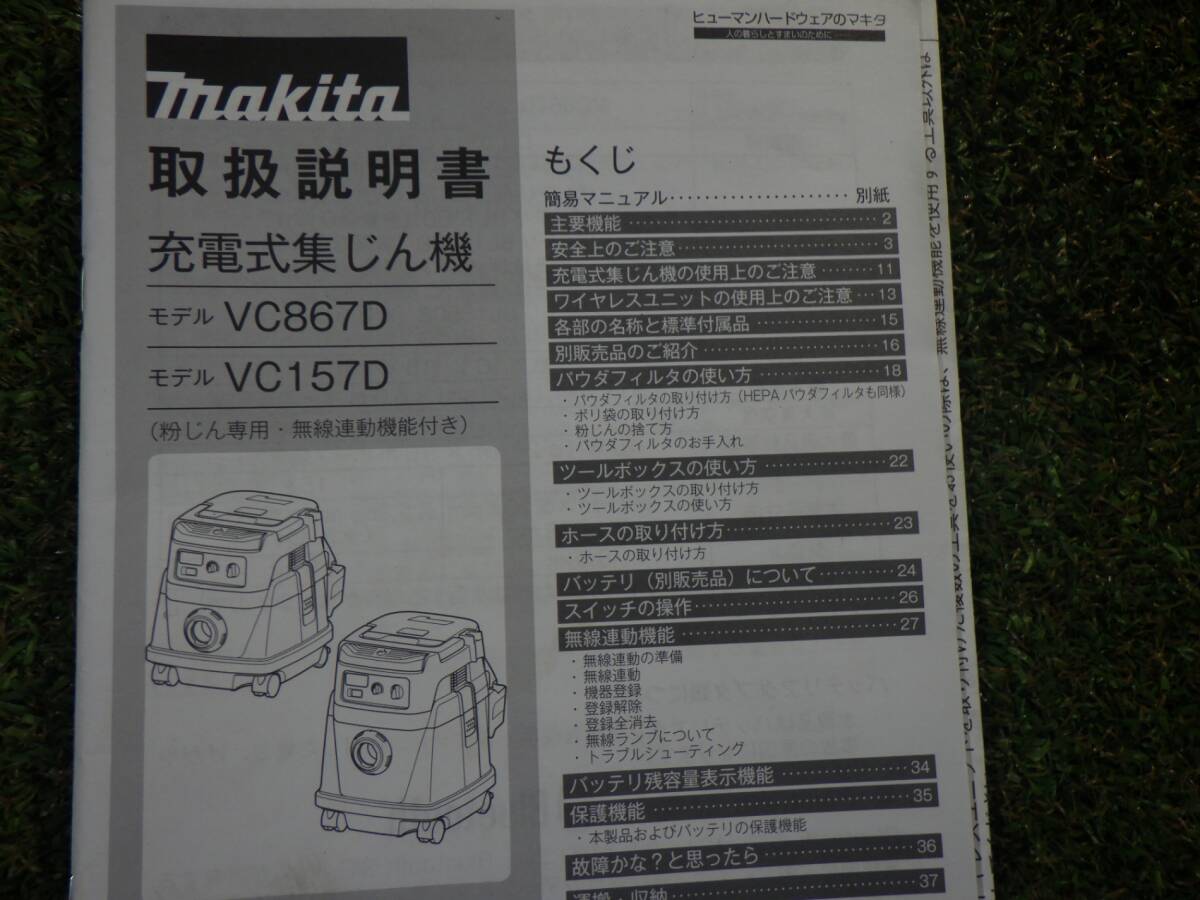 ヒューマンハードウェアのマキタ
人の暮らしとすまいのために
makita
取扱説明書
充電式集じん機
モデル VC867D
モデル VC157D
（粉じん専用・無線連動機能付き）
もくじ
簡易マニュアル････････････････････別紙
主要機能････････････････････････････2
安全上のご注意･･････････････････････3
充電式集じん機の使用上のご注意････････11
ワイヤレスユニットの使用上のご注意･･･13
各部の名称と標準付属品･･････････････15
別販売品のご紹介････････････････････16
パウダフィルタの使い方･･････････････18
・パウダフィルタの取り付け方（HEPAパウダフィルタも同様）
・ポリ袋の取り付け方
・粉じんの捨て方
・パウダフィルタのお手入れ
ツールボックスの使い方･･････････････22
・ツールボックスの取り付け方
・ツールボックスの使い方
ホースの取り付け方･･････････････････23
・ホースの取り付け方
バッテリ（別販売品）について･･･････････24
スイッチの操作･･････････････････････26
無線連動機能････････････････････････27
・無線連動の準備
・無線連動
・機器登録
・登録解除
・登録全消去
・無線ランプについて
・トラブルシューティング
バッテリ残容量表示機能･･････････････34
保護機能････････････････････････････35
・本製品およびバッテリの保護機能
故障かな？と思ったら････････････････36
運搬・収納･･････････････････････････37